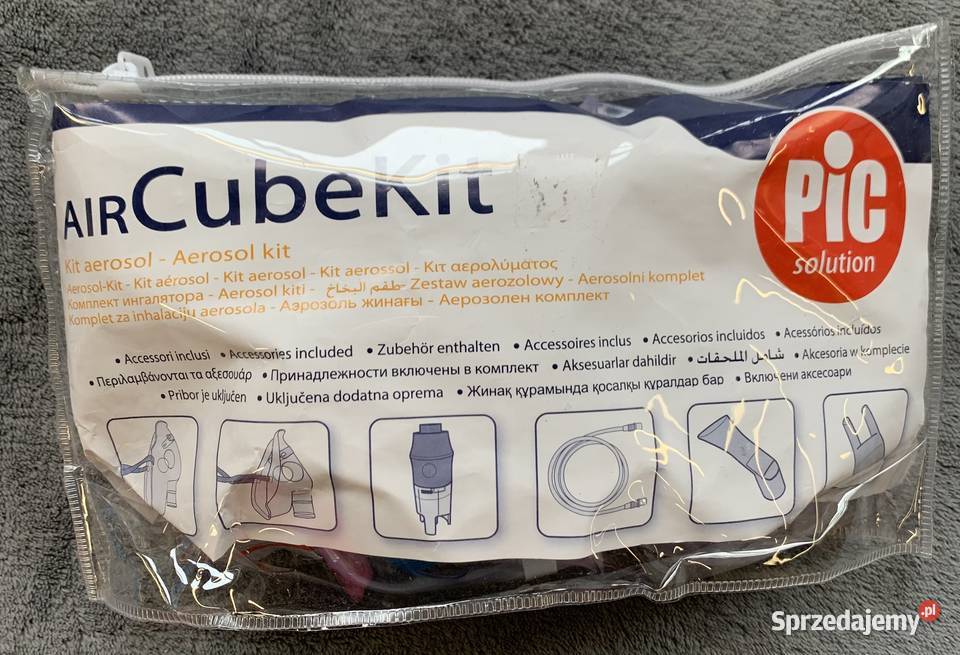 AIRCubeKit
PiC
solution
Kit aerosol - Aerosol kit
Aerosol-Kit - Kit aérosol - Kit aerosol - Kit aerossol - Κιτ αερολύματος
Комплект ингалятора - Aerosol kiti - طقم البخاخ - Zestaw aerozolowy - Aerosolni komplet
Komplet za inhalaciju aerosola - Аэрозоль жинағы - Аерозолен комплект
• Accessori inclusi • Accessories included • Zubehör enthalten • Accessoires inclus • Accesorios incluidos • Acessórios incluídos
• Περιλαμβάνονται τα αξεσουάρ • Принадлежности включены в комплект • Aksesuarlar dahildir • شامل الملحقات • Akcesoria w komplecie
• Pribor je uključen • Uključena dodatna oprema • Жинақ құрамында қосалқы құралдар бар • Включени аксесоари
Sprzedajemy.pl